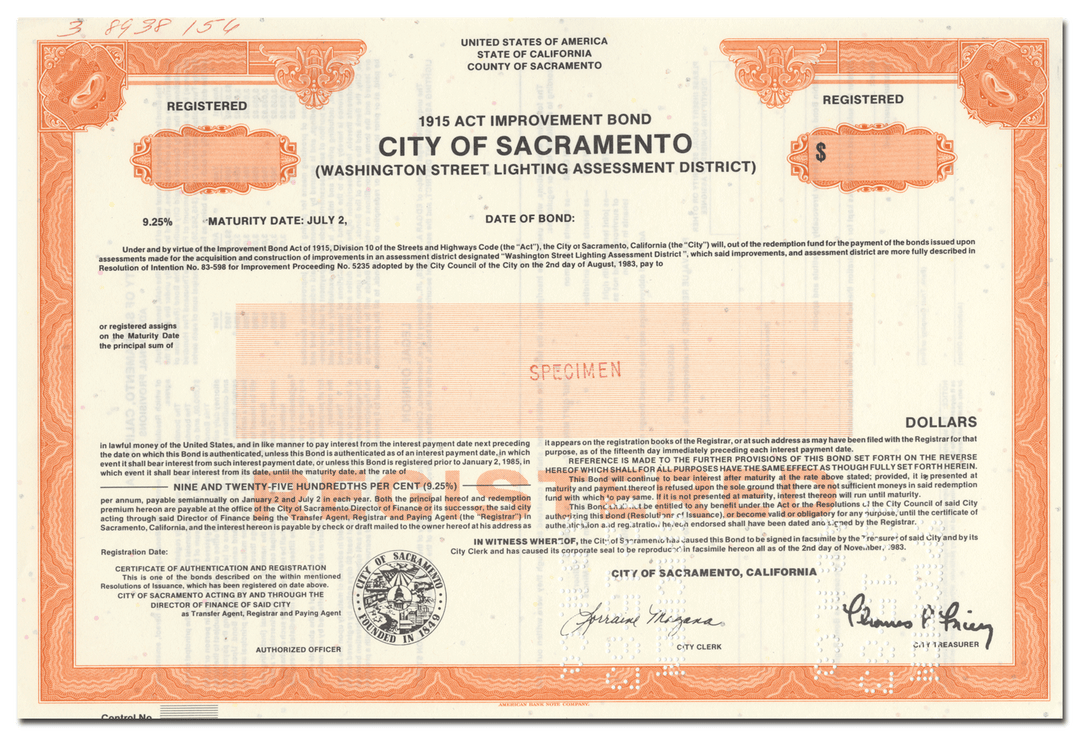 3 8938 154
UNITED STATES OF AMERICA
STATE OF CALIFORNIA
COUNTY OF SACRAMENTO
REGISTERED
REGISTERED
1915 ACT IMPROVEMENT BOND
CITY OF SACRAMENTO
(WASHINGTON STREET LIGHTING ASSESSMENT DISTRICT)
$
9.25% MATURITY DATE: JULY 2, DATE OF BOND:
Under and by virtue of the Improvement Bond Act of 1915, Division 10 of the Streets and Highways Code (the "Act"), the City of Sacramento, California (the "City") will, out of the redemption fund for the payment of the bonds issued upon
assessments made for the acquisition and construction of improvements in an assessment district designated "Washington Street Lighting Assessment District", which said improvements, and assessment district are more fully described in
Resolution of Intention No. 83-598 for Improvement Proceeding No. 5235 adopted by the City Council of the City on the 2nd day of August, 1983, pay to
or registered assigns
on the Maturity Date
the principal sum of
SPECIMEN
DOLLARS
in lawful money of the United States, and in like manner to pay interest from the interest payment date next preceding
the date on which this Bond is authenticated, unless this Bond is authenticated as of an interest payment date, in which
event it shall bear interest from such interest payment date, or unless this Bond is registered prior to January 2, 1985, in
which event it shall bear interest from its date, until the maturity date, at the rate of
NINE AND TWENTY-FIVE HUNDREDTHS PER CENT (9.25%)
per annum, payable semiannually on January 2 and July 2 in each year. Both the principal hereof and redemption
premium hereon are payable at the office of the City of Sacramento Director of Finance or its successor, the said city
acting through said Director of Finance being the Transfer Agent, Registrar and Paying Agent (the "Registrar") in
Sacramento, California, and the interest hereon is payable by check or draft mailed to the owner hereof at his address as
it appears on the registration books of the Registrar, or at such address as may have been filed with the Registrar for that
purpose, as of the fifteenth day immediately preceding each interest payment date.
REFERENCE IS MADE TO THE FURTHER PROVISIONS OF THIS BOND SET FORTH ON THE REVERSE
HEREOF WHICH SHALL FOR ALL PURPOSES HAVE THE SAME EFFECT AS THOUGH FULLY SET FORTH HEREIN.
This Bond will continue to bear interest after maturity at the rate above stated; provided, it is presented at
maturity and payment thereof is refused upon the sole ground that there are not sufficient moneys in said redemption
fund with which to pay same. If it is not presented at maturity, interest thereon will run until maturity.
This Bond shall not be entitled to any benefit under the Act or the Resolutions of the City Council of said City
authorizing this Bond (Resolutions of Issuance), or become valid or obligatory for any purpose, until the certificate of
authentication and registration hereon endorsed shall have been dated and signed by the Registrar.
IN WITNESS WHEREOF, the City of Sacramento has caused this Bond to be signed in facsimile by the Treasurer of said City and by its
City Clerk and has caused its corporate seal to be reproduced in facsimile hereon all as of the 2nd day of November, 1983.
Registration Date:
CERTIFICATE OF AUTHENTICATION AND REGISTRATION
This is one of the bonds described on the within mentioned
Resolutions of Issuance, which has been registered on date above.
CITY OF SACRAMENTO ACTING BY AND THROUGH THE
DIRECTOR OF FINANCE OF SAID CITY
as Transfer Agent, Registrar and Paying Agent
AUTHORIZED OFFICER
CITY OF SACRAMENTO
FOUNDED IN 1849
CITY OF SACRAMENTO, CALIFORNIA
Lorraine Magana
CITY CLERK
Thomas P. Friery
CITY TREASURER
AMERICAN BANK NOTE COMPANY.
Control No.